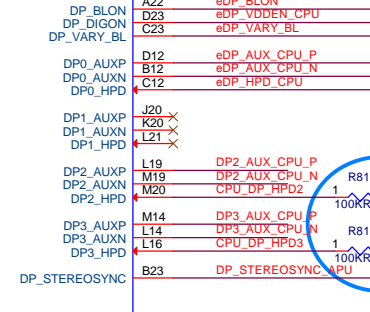 DP_BLON A22 eDP_BLON
DP_DIGON D23 eDP_VDDEN_CPU
DP_VARY_BL C23 eDP_VARY_BL
DP0_AUXP D12 eDP_AUX_CPU_P
DP0_AUXN B12 eDP_AUX_CPU_N
DP0_HPD C12 eDP_HPD_CPU
DP1_AUXP J20
DP1_AUXN K20
DP1_HPD L21
DP2_AUXP L19 DP2_AUX_CPU_P
DP2_AUXN M19 DP2_AUX_CPU_N R81
DP2_HPD M20 CPU_DP_HPD2 1
100KR
DP3_AUXP M14 DP3_AUX_CPU_P
DP3_AUXN L14 DP3_AUX_CPU_N R81
DP3_HPD L16 CPU_DP_HPD3 1
100KR
DP_STEREOSYNC B23 DP_STEREOSYNC_APU